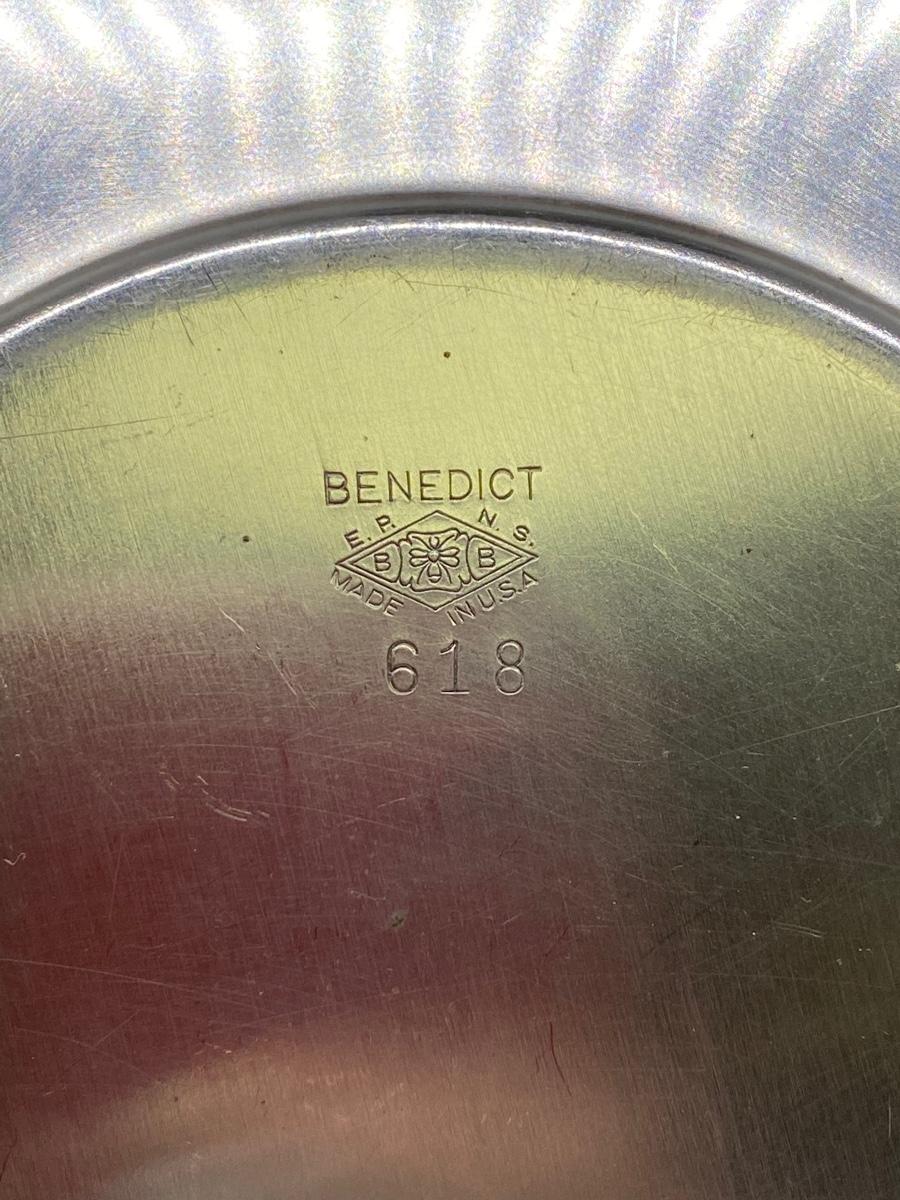 BENEDICT
E.P. N.S.
B B
MADE IN U.S.A
618